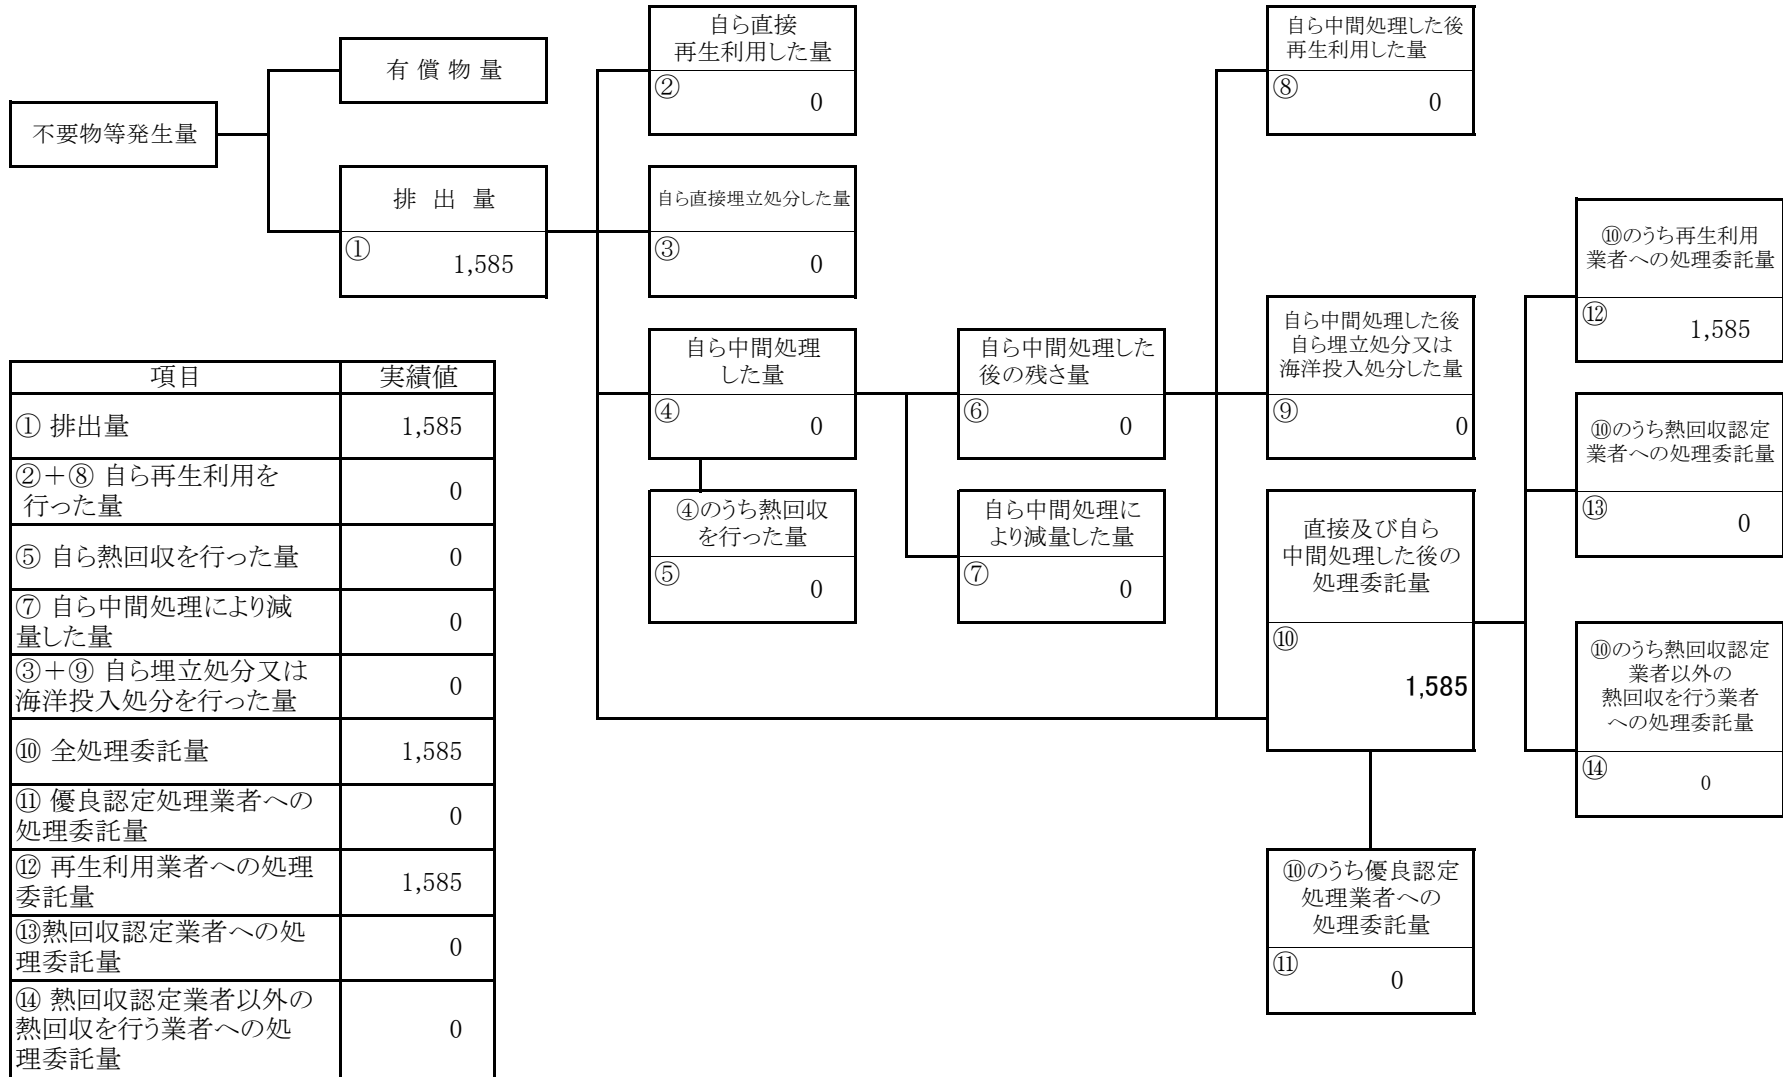 不要物等発生量
有 償 物 量
排 出 量
①
1,585
自ら直接
再生利用した量
②
0
自ら直接埋立処分した量
③
0
自ら中間処理
した量
④
0
④のうち熱回収
を行った量
⑤
0
自ら中間処理した
後の残さ量
⑥
0
自ら中間処理に
より減量した量
⑦
0
自ら中間処理した後
再生利用した量
⑧
0
自ら中間処理した後
自ら埋立処分又は
海洋投入処分した量
⑨
0
直接及び自ら
中間処理した後の
処理委託量
⑩
1,585
⑩のうち優良認定
処理業者への
処理委託量
⑪
0
⑩のうち再生利用
業者への処理委託量
⑫
1,585
⑩のうち熱回収認定
業者への処理委託量
⑬
0
⑩のうち熱回収認定
業者以外の
熱回収を行う業者
への処理委託量
⑭
0
項目 実績値
① 排出量 1,585
②+⑧ 自ら再生利用を
行った量 0
⑤ 自ら熱回収を行った量 0
⑦ 自ら中間処理により減
量した量 0
③+⑨ 自ら埋立処分又は
海洋投入処分を行った量 0
⑩ 全処理委託量 1,585
⑪ 優良認定処理業者への
処理委託量 0
⑫ 再生利用業者への処理
委託量 1,585
⑬熱回収認定業者への処
理委託量 0
⑭ 熱回収認定業者以外の
熱回収を行う業者への処
理委託量 0